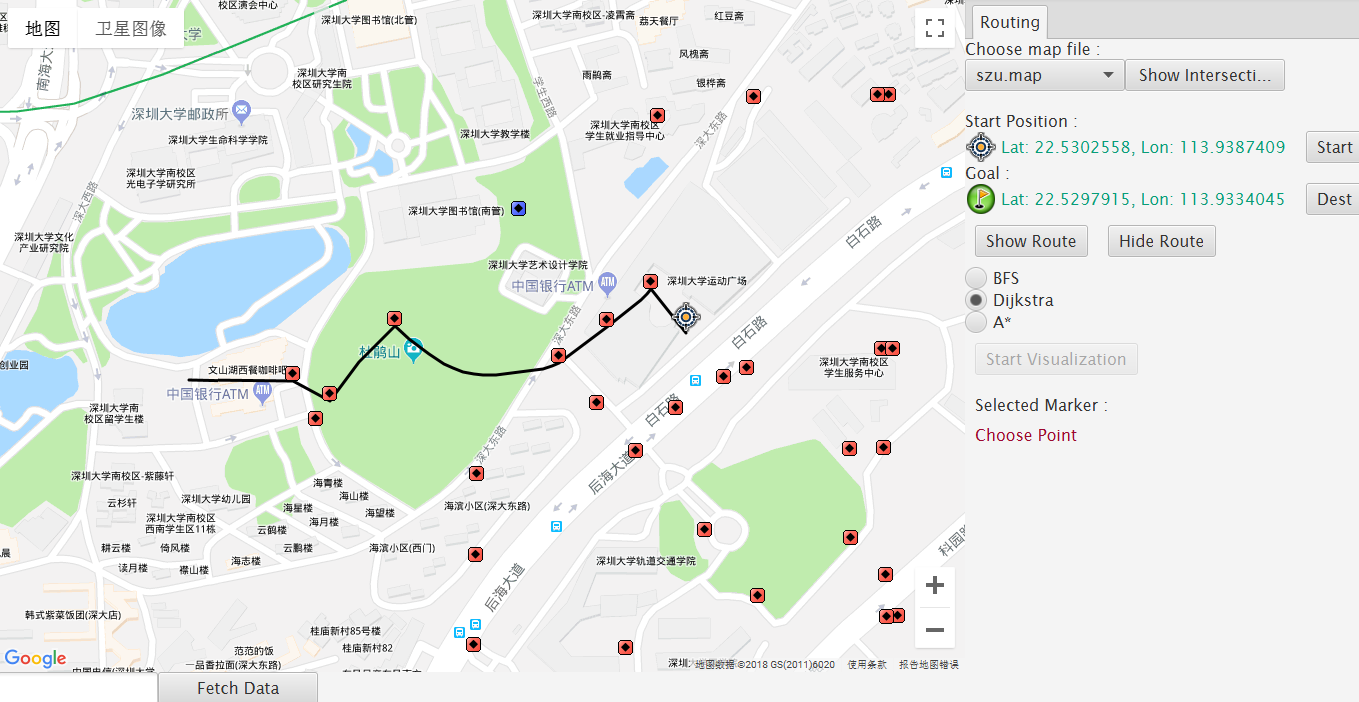 地图
卫星图像
大学
南海大
校区演会中心
深圳大学图书馆(北管)
深圳大学南校区-凌霄斋
荔天餐厅
红豆斋
风槐斋
雨鹃斋
银桦斋
深圳大学南
校区研究生院
学生西路
深圳大学邮政所
深圳大学生命科学学院
深圳大学教学楼
深圳大学南校区
学生就业指导中心
深大东路
深圳大学南校区
光电子学研究所
深大西路
深圳大学图书馆(南管)
深圳大学文化
产业研究院
白石路
深圳大学艺术设计学院
中国银行ATM
ATM
深圳大学运动广场
深大东路
白石路
杜鹃山
创业园
文山湖西餐咖啡吧
中国银行ATM
ATM
深圳大学南校区
学生服务中心
深圳大学南
校区留学生楼
白石路
深大东路
后海大道
深圳大学南校区-紫藤轩
海青楼
海山楼
云杉轩
深圳大学幼儿园
海星楼
海望楼
海滨小区(深大东路)
深圳大学南校区
西南学生区11栋
海月楼
云鹤楼
耕云楼
倚风楼
云鹏楼
海滨小区(西门)
晨
读月楼
襟山楼
海志楼
深圳大学轨道交通学院
科园路
后海大道
韩式紫菜饭团(深大店)
桂庙新村85号楼
桂庙新村82
范范的饭
一品香拉面(深大东路)
Google
地图数据 ©2018 GS(2011)6020
使用条款
报告地图错误
+
−
Fetch Data
Routing
Choose map file :
szu.map
Show Intersecti...
Start Position :
Lat: 22.5302558, Lon: 113.9387409
Start
Goal :
Lat: 22.5297915, Lon: 113.9334045
Dest
Show Route
Hide Route
BFS
Dijkstra
A*
Start Visualization
Selected Marker :
Choose Point